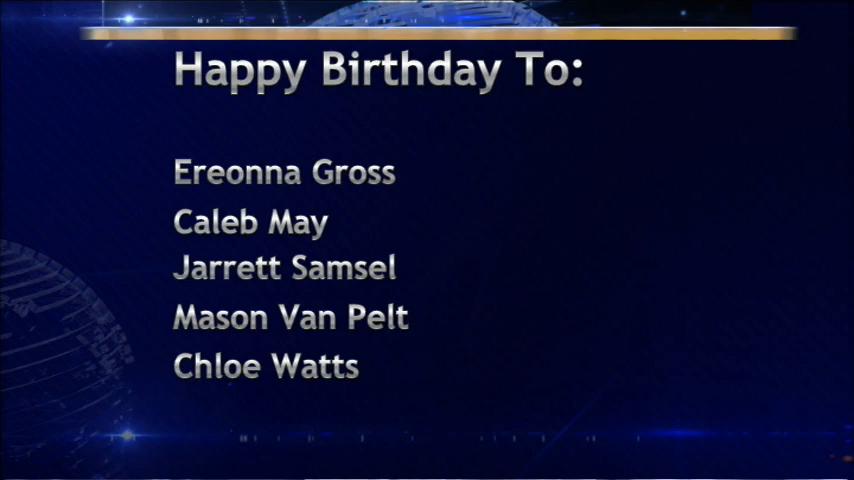 Happy Birthday To:
Ereonna Gross
Caleb May
Jarrett Samsel
Mason Van Pelt
Chloe Watts